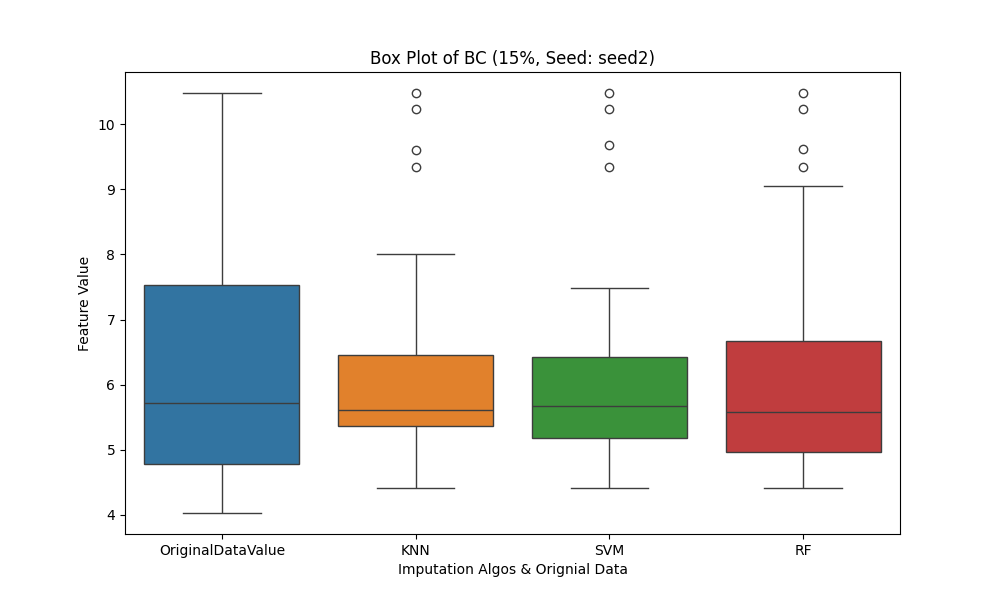 Box Plot of BC (15%, Seed: seed2)
Feature Value
10
9
8
7
6
5
4
OriginalDataValue KNN SVM RF
Imputation Algos & Orignial Data